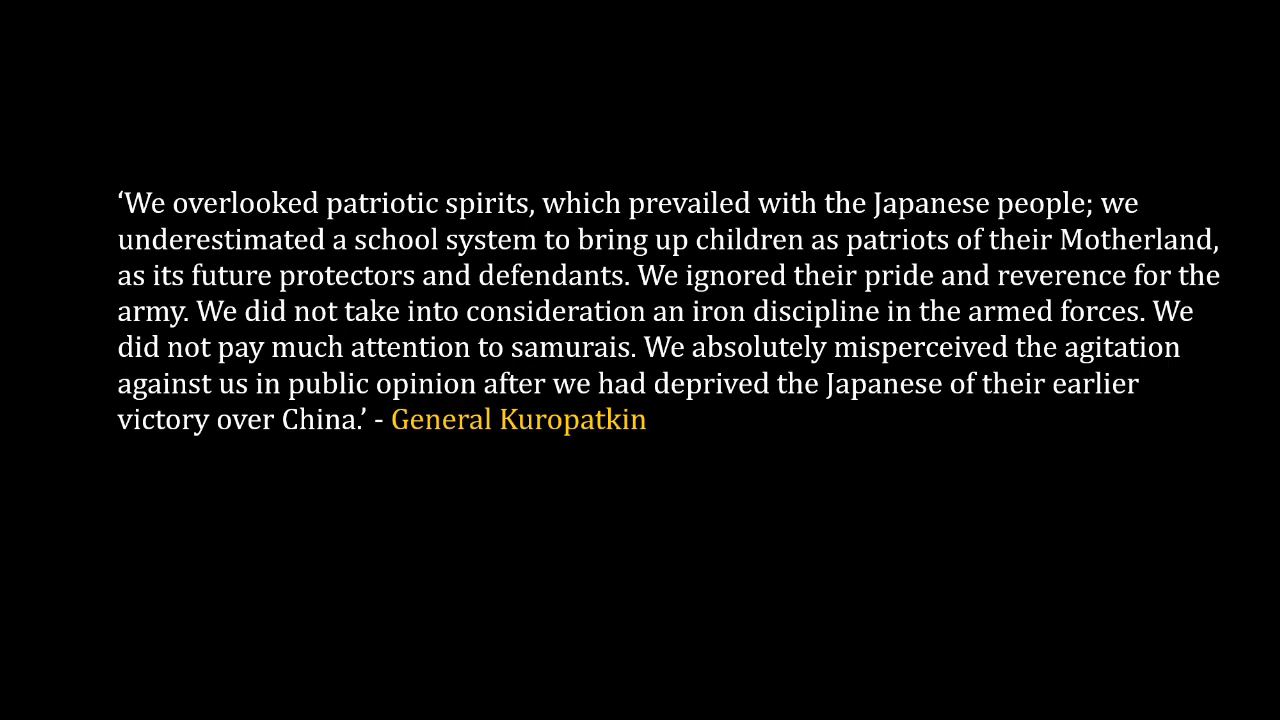 ‘We overlooked patriotic spirits, which prevailed with the Japanese people; we
underestimated a school system to bring up children as patriots of their Motherland,
as its future protectors and defendants. We ignored their pride and reverence for the
army. We did not take into consideration an iron discipline in the armed forces. We
did not pay much attention to samurais. We absolutely misperceived the agitation
against us in public opinion after we had deprived the Japanese of their earlier
victory over China.’ - General Kuropatkin